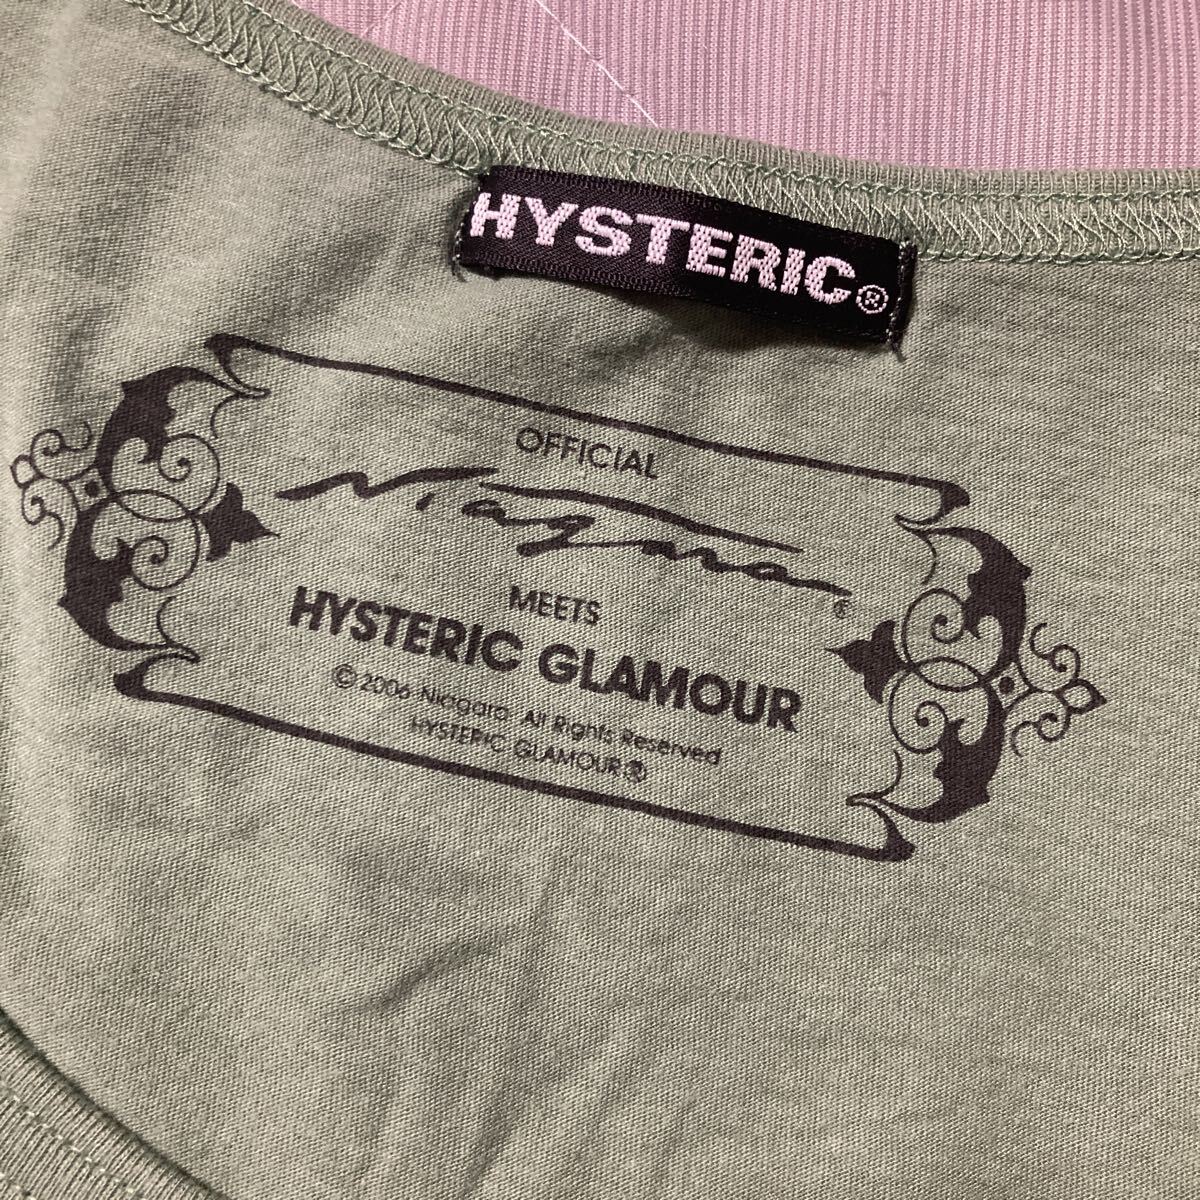 HYSTERIC®
OFFICIAL
Niagara
MEETS
HYSTERIC GLAMOUR
©2006 Niagara All Rights Reserved
HYSTERIC GLAMOUR®